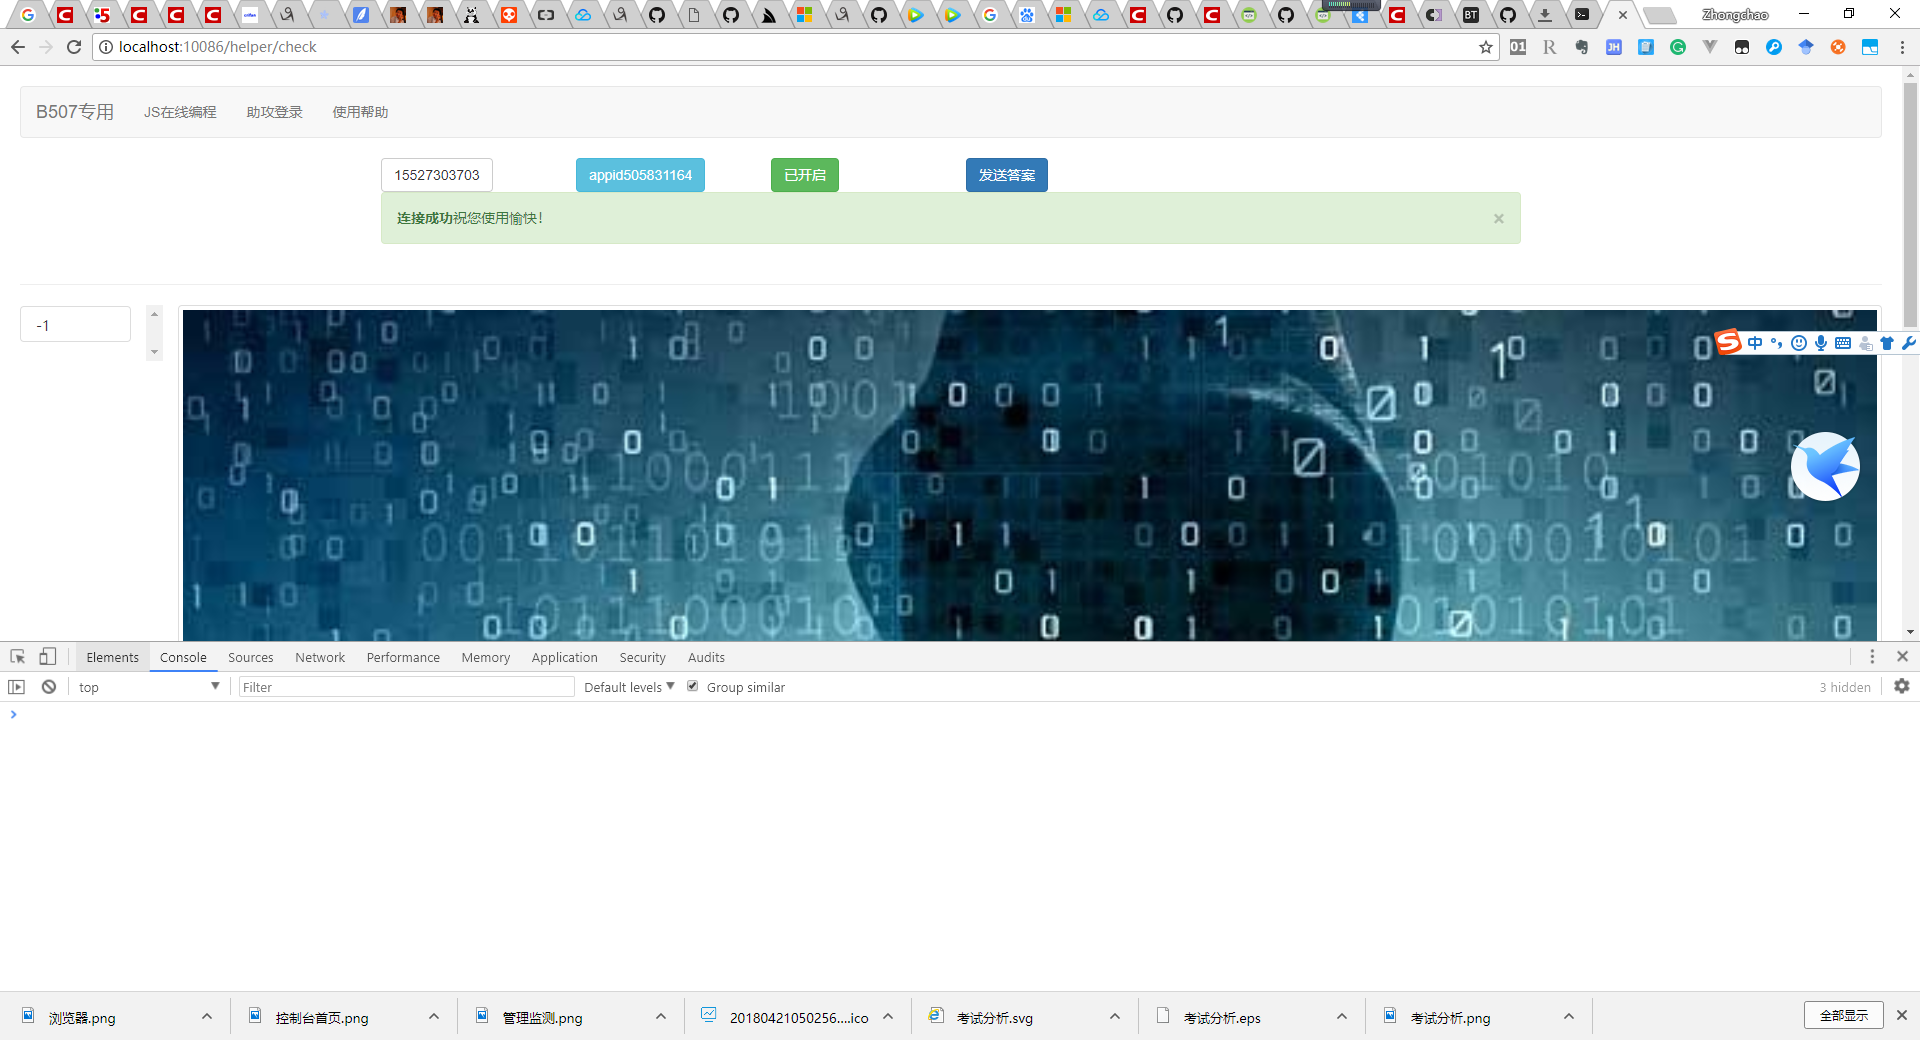 Zhongchao
localhost:10086/helper/check
B507专用 JS在线编程 助攻登录 使用帮助
15527303703 appid505831164 已开启 发送答案
连接成功祝您使用愉快！ ×
-1
中
Elements Console Sources Network Performance Memory Application Security Audits
top Filter Default levels Group similar 3 hidden
浏览器.png 控制台首页.png 管理监测.png 20180421050256....ico 考试分析.svg 考试分析.eps 考试分析.png 全部显示